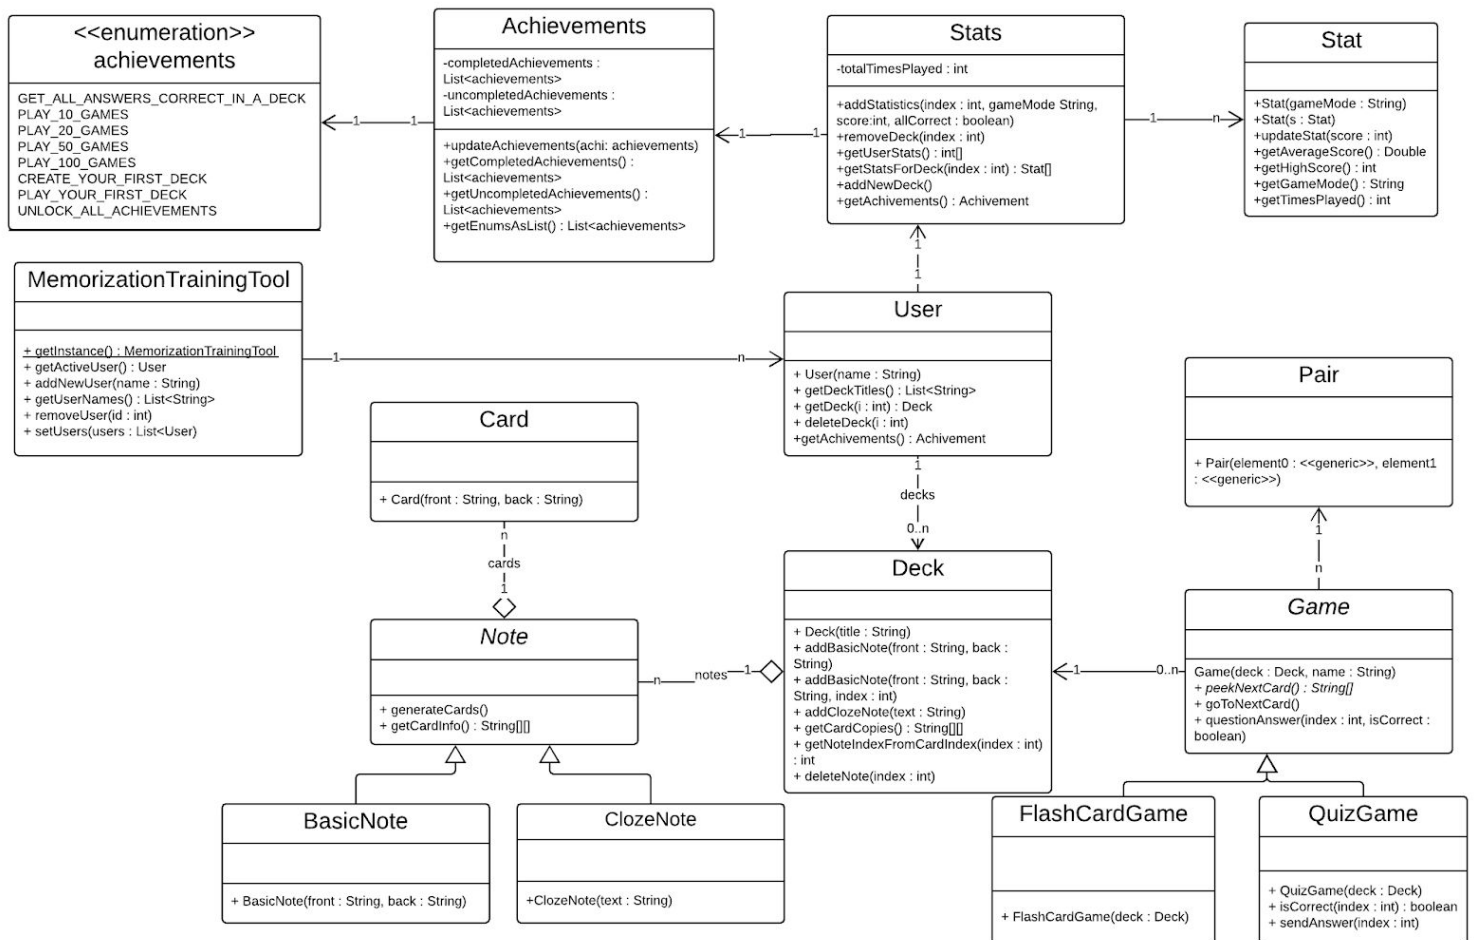 <<enumeration>>
achievements
GET_ALL_ANSWERS_CORRECT_IN_A_DECK
PLAY_10_GAMES
PLAY_20_GAMES
PLAY_50_GAMES
PLAY_100_GAMES
CREATE_YOUR_FIRST_DECK
PLAY_YOUR_FIRST_DECK
UNLOCK_ALL_ACHIEVEMENTS
1
1
Achievements
-completedAchievements :
List<achievements>
-uncompletedAchievements :
List<achievements>
+updateAchievements(achi: achievements)
+getCompletedAchievements() :
List<achievements>
+getUncompletedAchievements() :
List<achievements>
+getEnumsAsList() : List<achievements>
1
1
Stats
-totalTimesPlayed : int
+addStatistics(index : int, gameMode String,
score:int, allCorrect : boolean)
+removeDeck(index : int)
+getUserStats() : int[]
+getStatsForDeck(index : int) : Stat[]
+addNewDeck()
+getAchivements() : Achivement
1
n
Stat
+Stat(gameMode : String)
+Stat(s : Stat)
+updateStat(score : int)
+getAverageScore() : Double
+getHighScore() : int
+getGameMode() : String
+getTimesPlayed() : int
1
1
MemorizationTrainingTool
+ getInstance() : MemorizationTrainingTool
+ getActiveUser() : User
+ addNewUser(name : String)
+ getUserNames() : List<String>
+ removeUser(id : int)
+ setUsers(users : List<User)
1
n
User
+ User(name : String)
+ getDeckTitles() : List<String>
+ getDeck(i : int) : Deck
+ deleteDeck(i : int)
+getAchivements() : Achivement
1
decks
0..n
Pair
+ Pair(element0 : <<generic>>, element1
: <<generic>>)
1
n
Card
+ Card(front : String, back : String)
n
cards
1
Note
+ generateCards()
+ getCardInfo() : String[][]
n
notes
1
Deck
+ Deck(title : String)
+ addBasicNote(front : String, back :
String)
+ addBasicNote(front : String, back :
String, index : int)
+ addClozeNote(text : String)
+ getCardCopies() : String[][]
+ getNoteIndexFromCardIndex(index : int)
: int
+ deleteNote(index : int)
1
0..n
Game
Game(deck : Deck, name : String)
+ peekNextCard() : String[]
+ goToNextCard()
+ questionAnswer(index : int, isCorrect :
boolean)
BasicNote
+ BasicNote(front : String, back : String)
ClozeNote
+ClozeNote(text : String)
FlashCardGame
+ FlashCardGame(deck : Deck)
QuizGame
+ QuizGame(deck : Deck)
+ isCorrect(index : int) : boolean
+ sendAnswer(index : int)